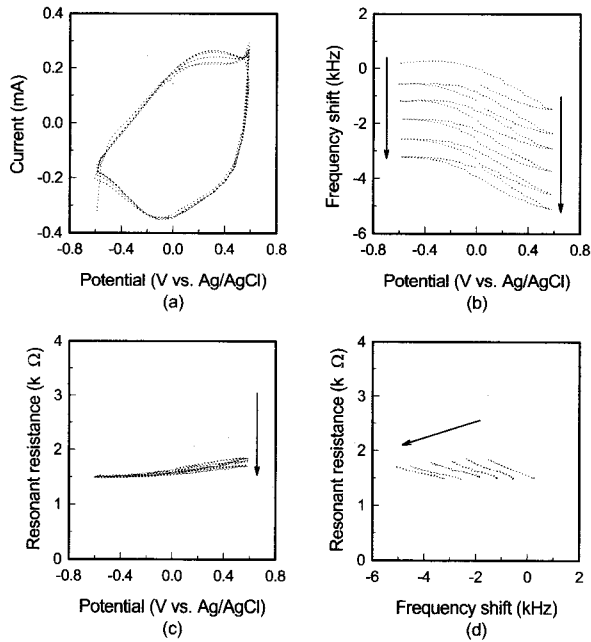 0.4
0.2
0.0
-0.2
-0.4
Current (mA)
-0.8 -0.4 0.0 0.4 0.8
Potential (V vs. Ag/AgCl)
(a)
2
0
-2
-4
-6
Frequency shift (kHz)
-0.8 -0.4 0.0 0.4 0.8
Potential (V vs. Ag/AgCl)
(b)
4
3
2
1
0
Resonant resistance (k Ω)
-0.8 -0.4 0.0 0.4 0.8
Potential (V vs. Ag/AgCl)
(c)
4
3
2
1
0
Resonant resistance (k Ω)
-6 -4 -2 0 2
Frequency shift (kHz)
(d)